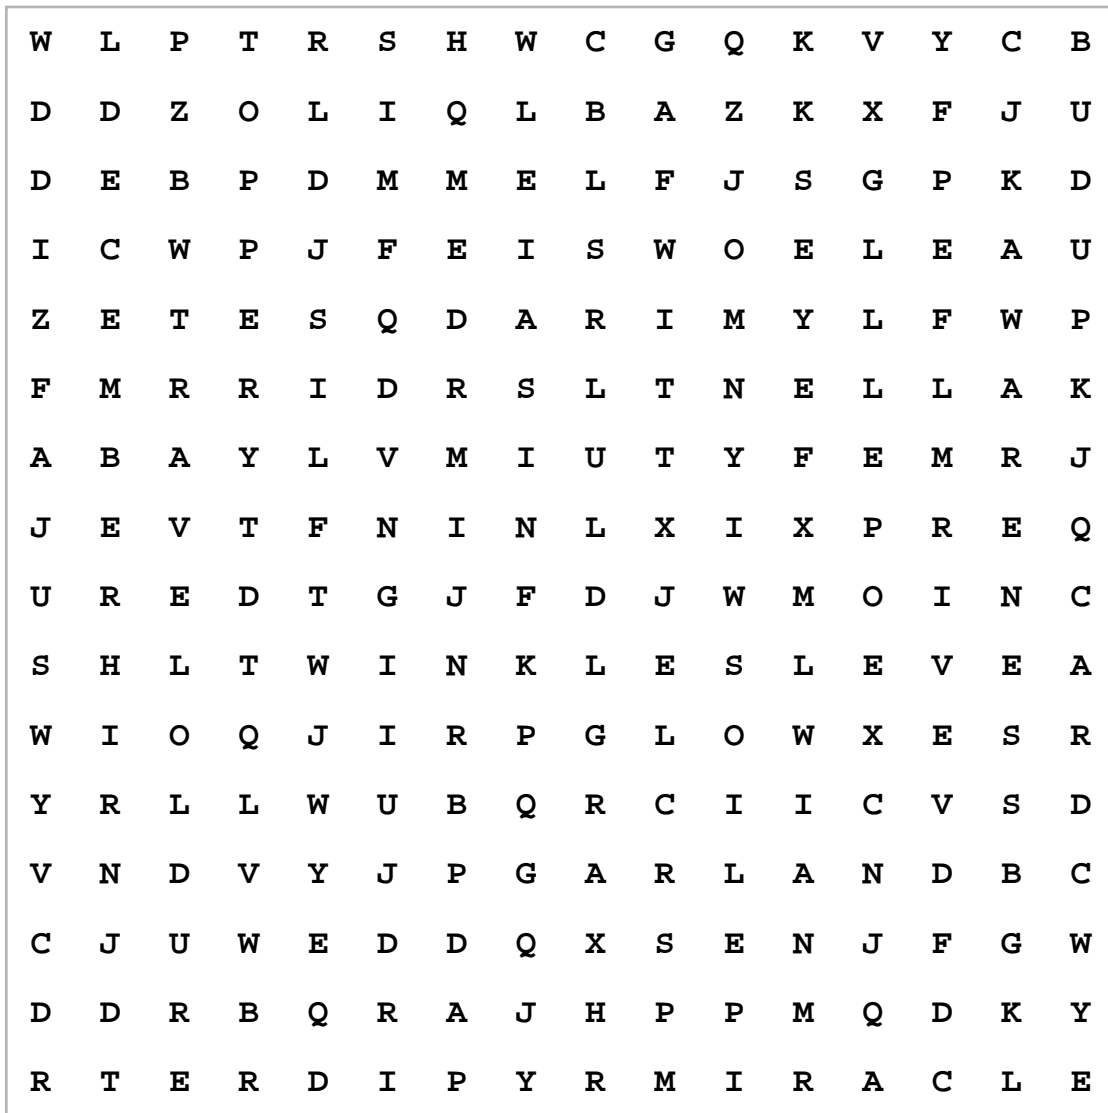 W L P T R S H W C G Q K V Y C B
D D Z O L I Q L B A Z K X F J U
D E B P D M M E L F J S G P K D
I C W P J F E I S W O E L E A U
Z E T E S Q D A R I M Y L F W P
F M R R I D R S L T N E L L A K
A B A Y L V M I U T Y F E M R J
J E V T F N I N L X I X P R E Q
U R E D T G J F D J W M O I N C
S H L T W I N K L E S L E V E A
W I O Q J I R P G L O W X E S R
Y R L L W U B Q R C I I C V S D
V N D V Y J P G A R L A N D B C
C J U W E D D Q X S E N J F G W
D D R B Q R A J H P P M Q D K Y
R T E R D I P Y R M I R A C L E